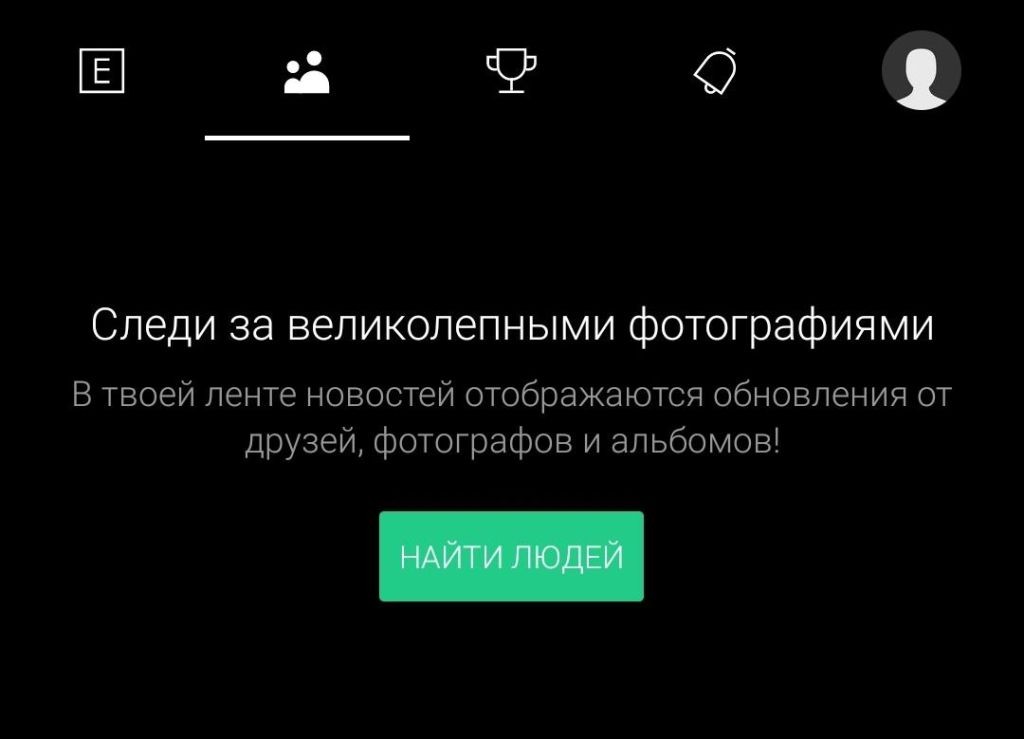 E
Следи за великолепными фотографиями
В твоей ленте новостей отображаются обновления от
друзей, фотографов и альбомов!
НАЙТИ ЛЮДЕЙ